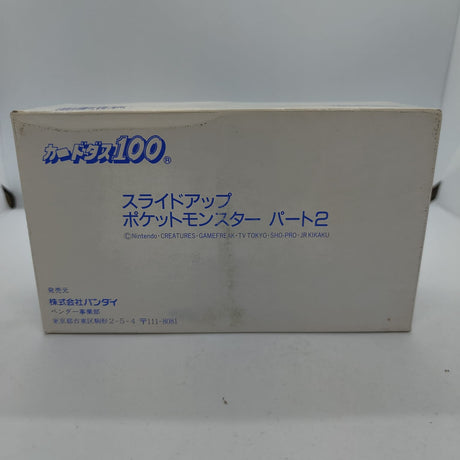 カードダス100®
スライドアップ
ポケットモンスター パート2
©Nintendo・CREATURES・GAMEFREAK・TV TOKYO・SHO-PRO・JR KIKAKU
発売元
株式会社バンダイ
ベンダー事業部
東京都台東区駒形2-5-4 〒111-8081